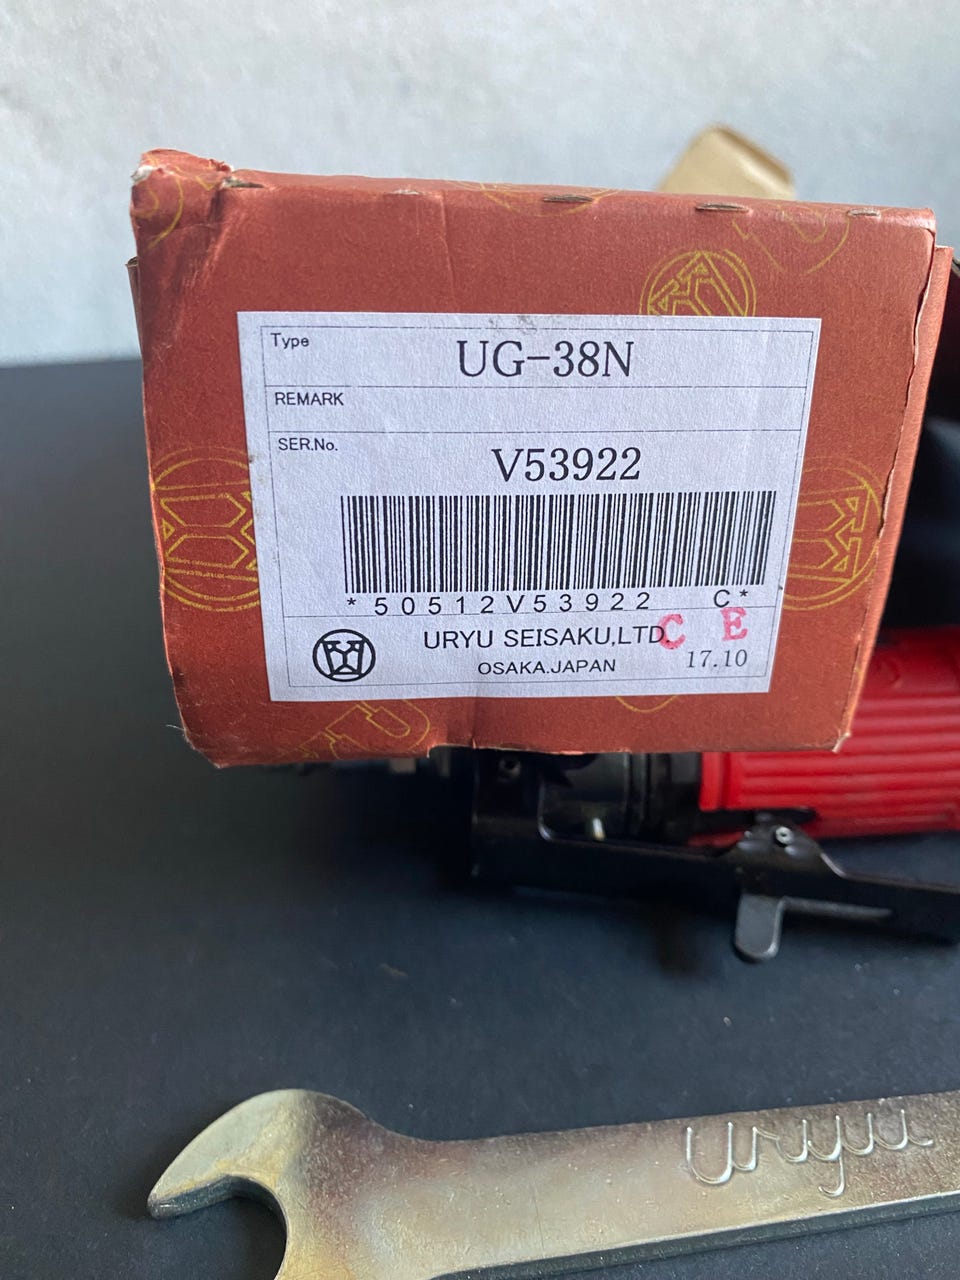 Type UG-38N
REMARK
SER.No.
V53922
*50512V53922 C*
URYU SEISAKU,LTD.
C E
OSAKA.JAPAN
17.10
uryu